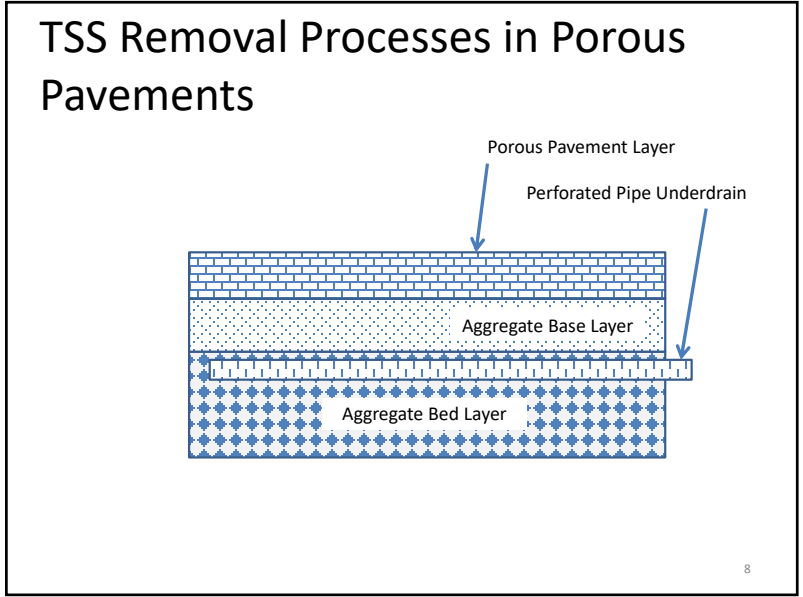 TSS Removal Processes in Porous
Pavements
Porous Pavement Layer
Perforated Pipe Underdrain
Aggregate Base Layer
Aggregate Bed Layer
8